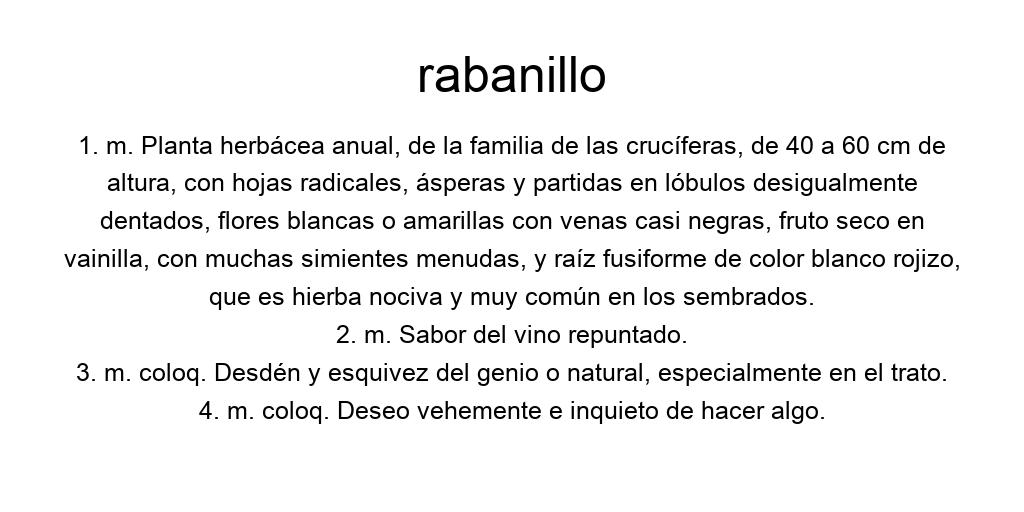 rabanillo
1. m. Planta herbácea anual, de la familia de las crucíferas, de 40 a 60 cm de
altura, con hojas radicales, ásperas y partidas en lóbulos desigualmente
dentados, flores blancas o amarillas con venas casi negras, fruto seco en
vainilla, con muchas simientes menudas, y raíz fusiforme de color blanco rojizo,
que es hierba nociva y muy común en los sembrados.
2. m. Sabor del vino repuntado.
3. m. coloq. Desdén y esquivez del genio o natural, especialmente en el trato.
4. m. coloq. Deseo vehemente e inquieto de hacer algo.